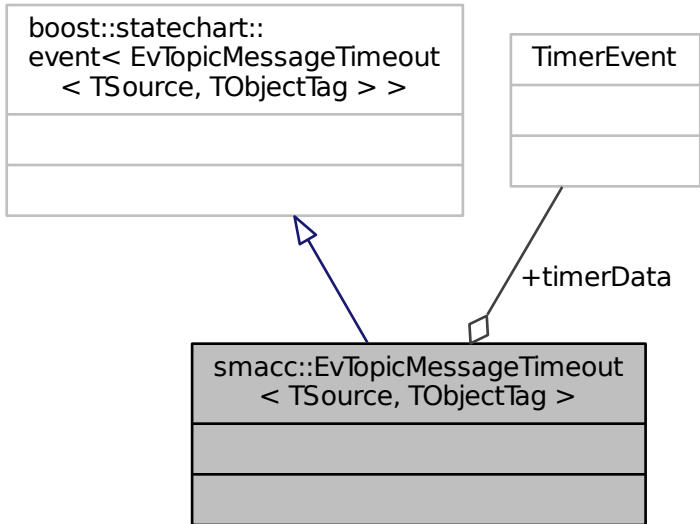 boost::statechart::
event< EvTopicMessageTimeout
< TSource, TObjectTag > >
TimerEvent
+timerData
smacc::EvTopicMessageTimeout
< TSource, TObjectTag >